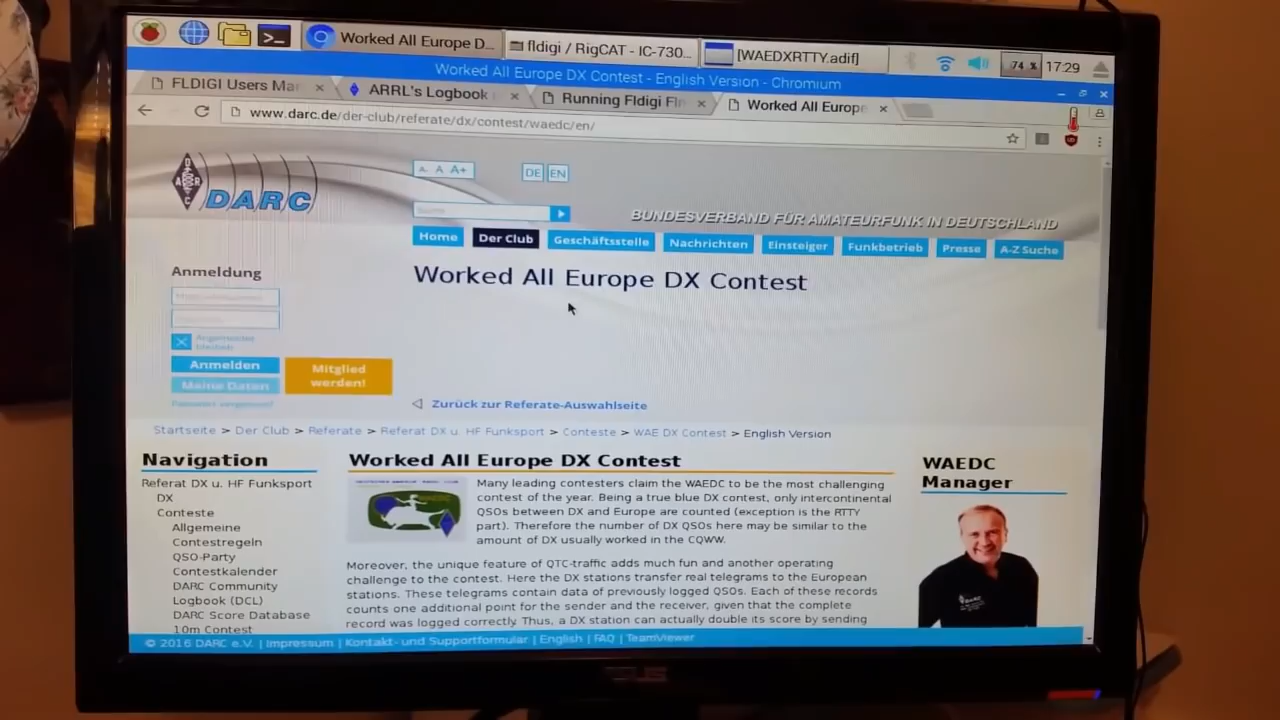 Worked All Europe D...
fldigi / RigCAT - IC-730...
[WAEDXRTTY.adif]
74 %
17:29
Worked All Europe DX Contest - English Version - Chromium
FLDIGI Users Ma
ARRL's Logbook
Running Fldigi
Worked All Europe
www.darc.de/der-club/referate/dx/contest/waedc/en/
DARC
A- A A+
DE EN
BUNDESVERBAND FÜR AMATEURFUNK IN DEUTSCHLAND
Home
Der Club
Geschäftsstelle
Nachrichten
Einsteiger
Funkbetrieb
Presse
A-Z Suche
Anmeldung
Worked All Europe DX Contest
Anmelden
Meine Daten
Mitglied
werden!
Zurück zur Referate-Auswahlseite
Startseite > Der Club > Referate > Referat DX u. HF Funksport > Conteste > WAE DX Contest > English Version
Navigation
Referat DX u. HF Funksport
DX
Conteste
Allgemeine
Contestregeln
QSO-Party
Contestkalender
DARC Community
Logbook (DCL)
DARC Score Database
10m Contest
Worked All Europe DX Contest
Many leading contesters claim the WAEDC to be the most challenging
contest of the year. Being a true blue DX contest, only intercontinental
QSOs between DX and Europe are counted (exception is the RTTY
part). Therefore the number of DX QSOs here may be similar to the
amount of DX usually worked in the CQWW.
Moreover, the unique feature of QTC-traffic adds much fun and another operating
challenge to the contest. Here the DX stations transfer real telegrams to the European
stations. These telegrams contain data of previously logged QSOs. Each of these records
counts one additional point for the sender and the receiver, given that the complete
record was logged correctly Thus, a DX station can actually double its score by sending
WAEDC
Manager
© 2016 DARC e.V. | Impressum | Kontakt- und Supportformular | English | FAQ | TeamViewer
ASUS